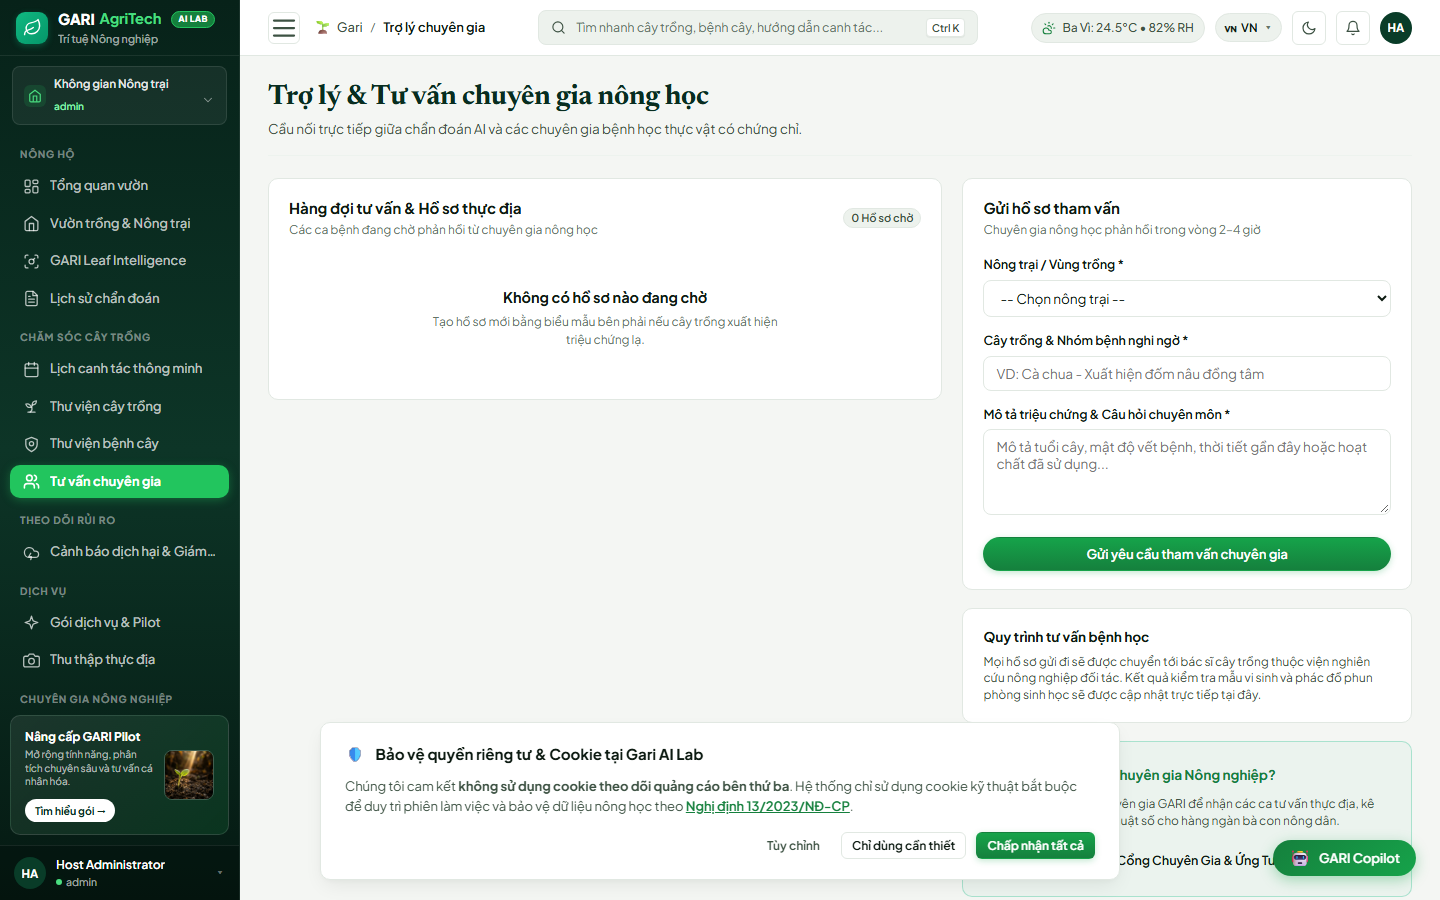 GARI AgriTech AI LAB
Trí tuệ Nông nghiệp
Không gian Nông trại
admin
NÔNG HỘ
Tổng quan vườn
Vườn trồng & Nông trại
GARI Leaf Intelligence
Lịch sử chẩn đoán
CHĂM SÓC CÂY TRỒNG
Lịch canh tác thông minh
Thư viện cây trồng
Thư viện bệnh cây
Tư vấn chuyên gia
THEO DÕI RỦI RO
Cảnh báo dịch hại & Giám...
DỊCH VỤ
Gói dịch vụ & Pilot
Thu thập thực địa
CHUYÊN GIA NÔNG NGHIỆP
Nâng cấp GARI Pilot
Mở rộng tính năng, phân
tích chuyên sâu và tư vấn cá
nhân hóa.
Tìm hiểu gói →
HA
Host Administrator
admin
Gari / Trợ lý chuyên gia
Tìm nhanh cây trồng, bệnh cây, hướng dẫn canh tác...
Ctrl K
Ba Vì: 24.5°C • 82% RH
VN VN
HA
Trợ lý & Tư vấn chuyên gia nông học
Cầu nối trực tiếp giữa chẩn đoán AI và các chuyên gia bệnh học thực vật có chứng chỉ.
Hàng đợi tư vấn & Hồ sơ thực địa
Các ca bệnh đang chờ phản hồi từ chuyên gia nông học
0 Hồ sơ chờ
Không có hồ sơ nào đang chờ
Tạo hồ sơ mới bằng biểu mẫu bên phải nếu cây trồng xuất hiện
triệu chứng lạ.
Gửi hồ sơ tham vấn
Chuyên gia nông học phản hồi trong vòng 2–4 giờ
Nông trại / Vùng trồng *
-- Chọn nông trại --
Cây trồng & Nhóm bệnh nghi ngờ *
VD: Cà chua - Xuất hiện đốm nâu đồng tâm
Mô tả triệu chứng & Câu hỏi chuyên môn *
Mô tả tuổi cây, mật độ vết bệnh, thời tiết gần đây hoặc hoạt
chất đã sử dụng...
Gửi yêu cầu tham vấn chuyên gia
Quy trình tư vấn bệnh học
Mọi hồ sơ gửi đi sẽ được chuyển tới bác sĩ cây trồng thuộc viện nghiên
cứu nông nghiệp đối tác. Kết quả kiểm tra mẫu vi sinh và phác đồ phun
phòng sinh học sẽ được cập nhật trực tiếp tại đây.
huyên gia Nông nghiệp?
yên gia GARI để nhận các ca tư vấn thực địa, kê
uật số cho hàng ngàn bà con nông dân.
Cổng Chuyên Gia & Ứng Tu
GARI Copilot
Bảo vệ quyền riêng tư & Cookie tại Gari AI Lab
Chúng tôi cam kết không sử dụng cookie theo dõi quảng cáo bên thứ ba. Hệ thống chỉ sử dụng cookie kỹ thuật bắt buộc
để duy trì phiên làm việc và bảo vệ dữ liệu nông học theo Nghị định 13/2023/NĐ-CP.
Tùy chỉnh
Chỉ dùng cần thiết
Chấp nhận tất cả